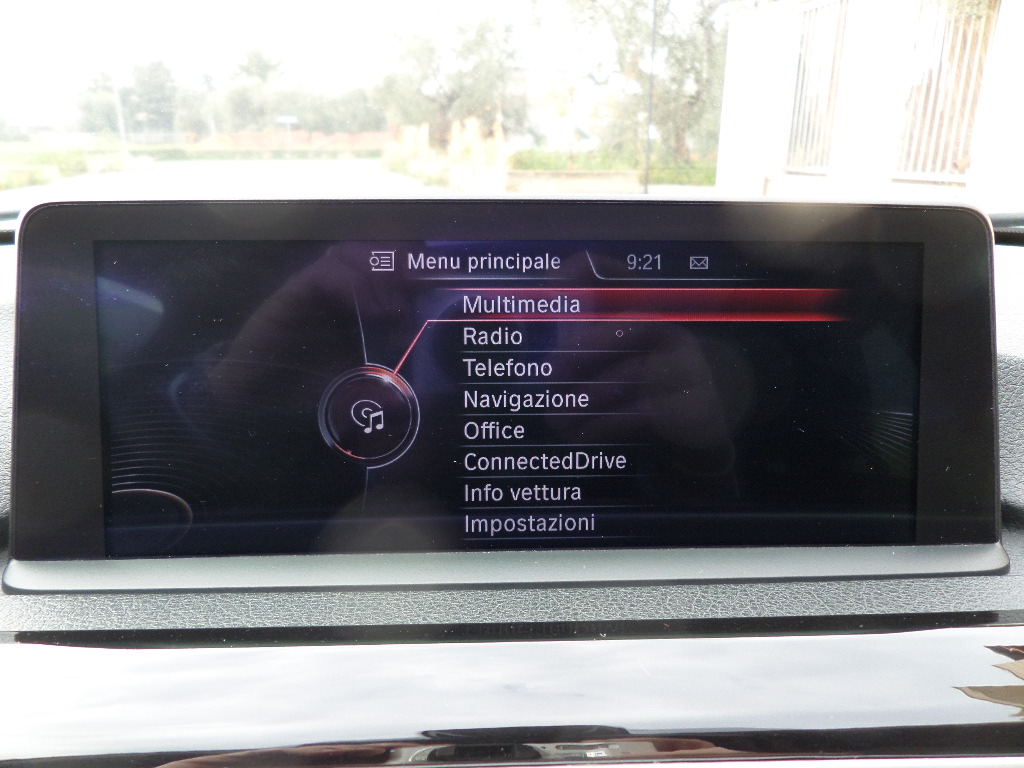 Menu principale 9:21
Multimedia
Radio
Telefono
Navigazione
Office
ConnectedDrive
Info vettura
Impostazioni